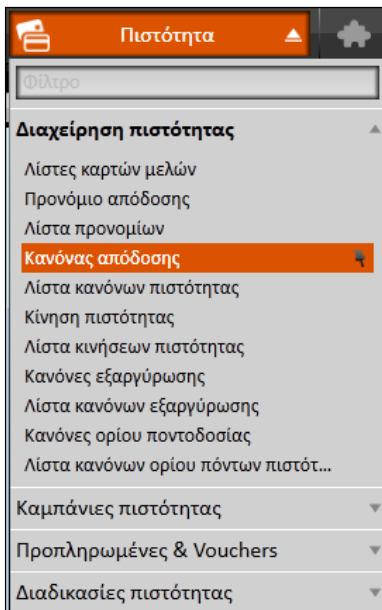 Πιστότητα
Φίλτρο
Διαχείρηση πιστότητας
Λίστες καρτών μελών
Προνόμιο απόδοσης
Λίστα προνομίων
Κανόνας απόδοσης
Λίστα κανόνων πιστότητας
Κίνηση πιστότητας
Λίστα κινήσεων πιστότητας
Κανόνες εξαργύρωσης
Λίστα κανόνων εξαργύρωσης
Κανόνες ορίου ποντοδοσίας
Λίστα κανόνων ορίου πόντων πιστότ...
Καμπάνιες πιστότητας
Προπληρωμένες & Vouchers
Διαδικασίες πιστότητας